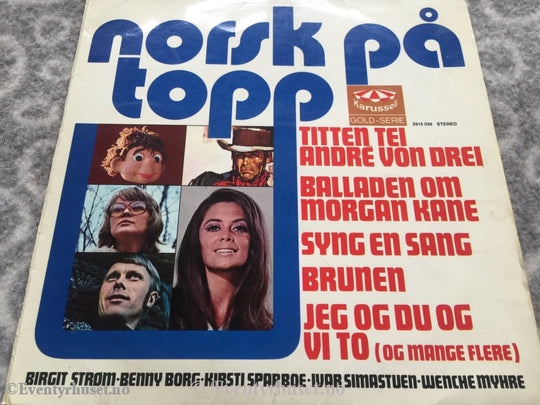 norsk på
topp
Karussell
GOLD-SERIE
2915 039 STEREO
TITTEN TEI
ANDRE VON DREI
BALLADEN OM
MORGAN KANE
SYNG EN SANG
BRUNEN
JEG OG DU OG
VI TO (OG MANGE FLERE)
BIRGIT STRØM·BENNY BORG·KIRSTI SPARBOE·IVAR SIMASTUEN·WENCHE MYHRE
© Eventyrhuset.no